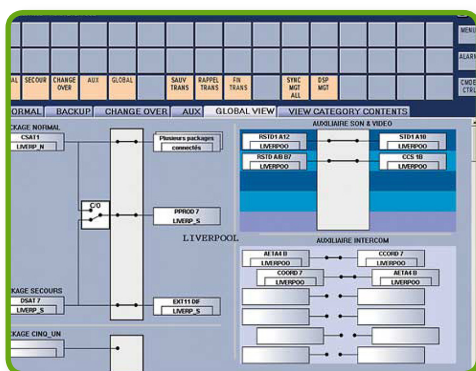 MENU
ALARM
AL SECOUR CHANGE OVER AUX GLOBAL SAUV TRANS RAPPEL TRANS FIN TRANS SYNC MGT ALL DSP MGT CMDE CTRL
ORMAL BACKUP CHANGE OVER AUX GLOBAL VIEW VIEW CATEGORY CONTENTS
CKAGE NORMAL
CSAT1
LIVERP_N
Plusieurs packages
connectés
C/O
PPROD 7
LIVERP_S
LIVERPOOL
CKAGE SECOURS
DSAT 7
LIVERP_S
EXT11 DIF
LIVERP_S
CKAGE CINQ_UN
AUXILIAIRE SON & VIDEO
RSTD1 A12
LIVERPOO
STD1 A10
LIVERPOO
RSTD A/B B7
LIVERPOO
CCS 1B
LIVERPOO
AUXILIAIRE INTERCOM
AETA4 B
LIVERPOO
CCORD 7
LIVERPOO
COORD 7
LIVERPOO
AETA4 B
LIVERPOO